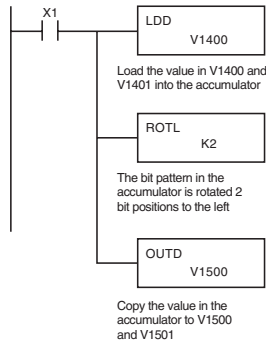 X1
LDD
V1400
Load the value in V1400 and
V1401 into the accumulator
ROTL
K2
The bit pattern in the
accumulator is rotated 2
bit positions to the left
OUTD
V1500
Copy the value in the
accumulator to V1500
and V1501